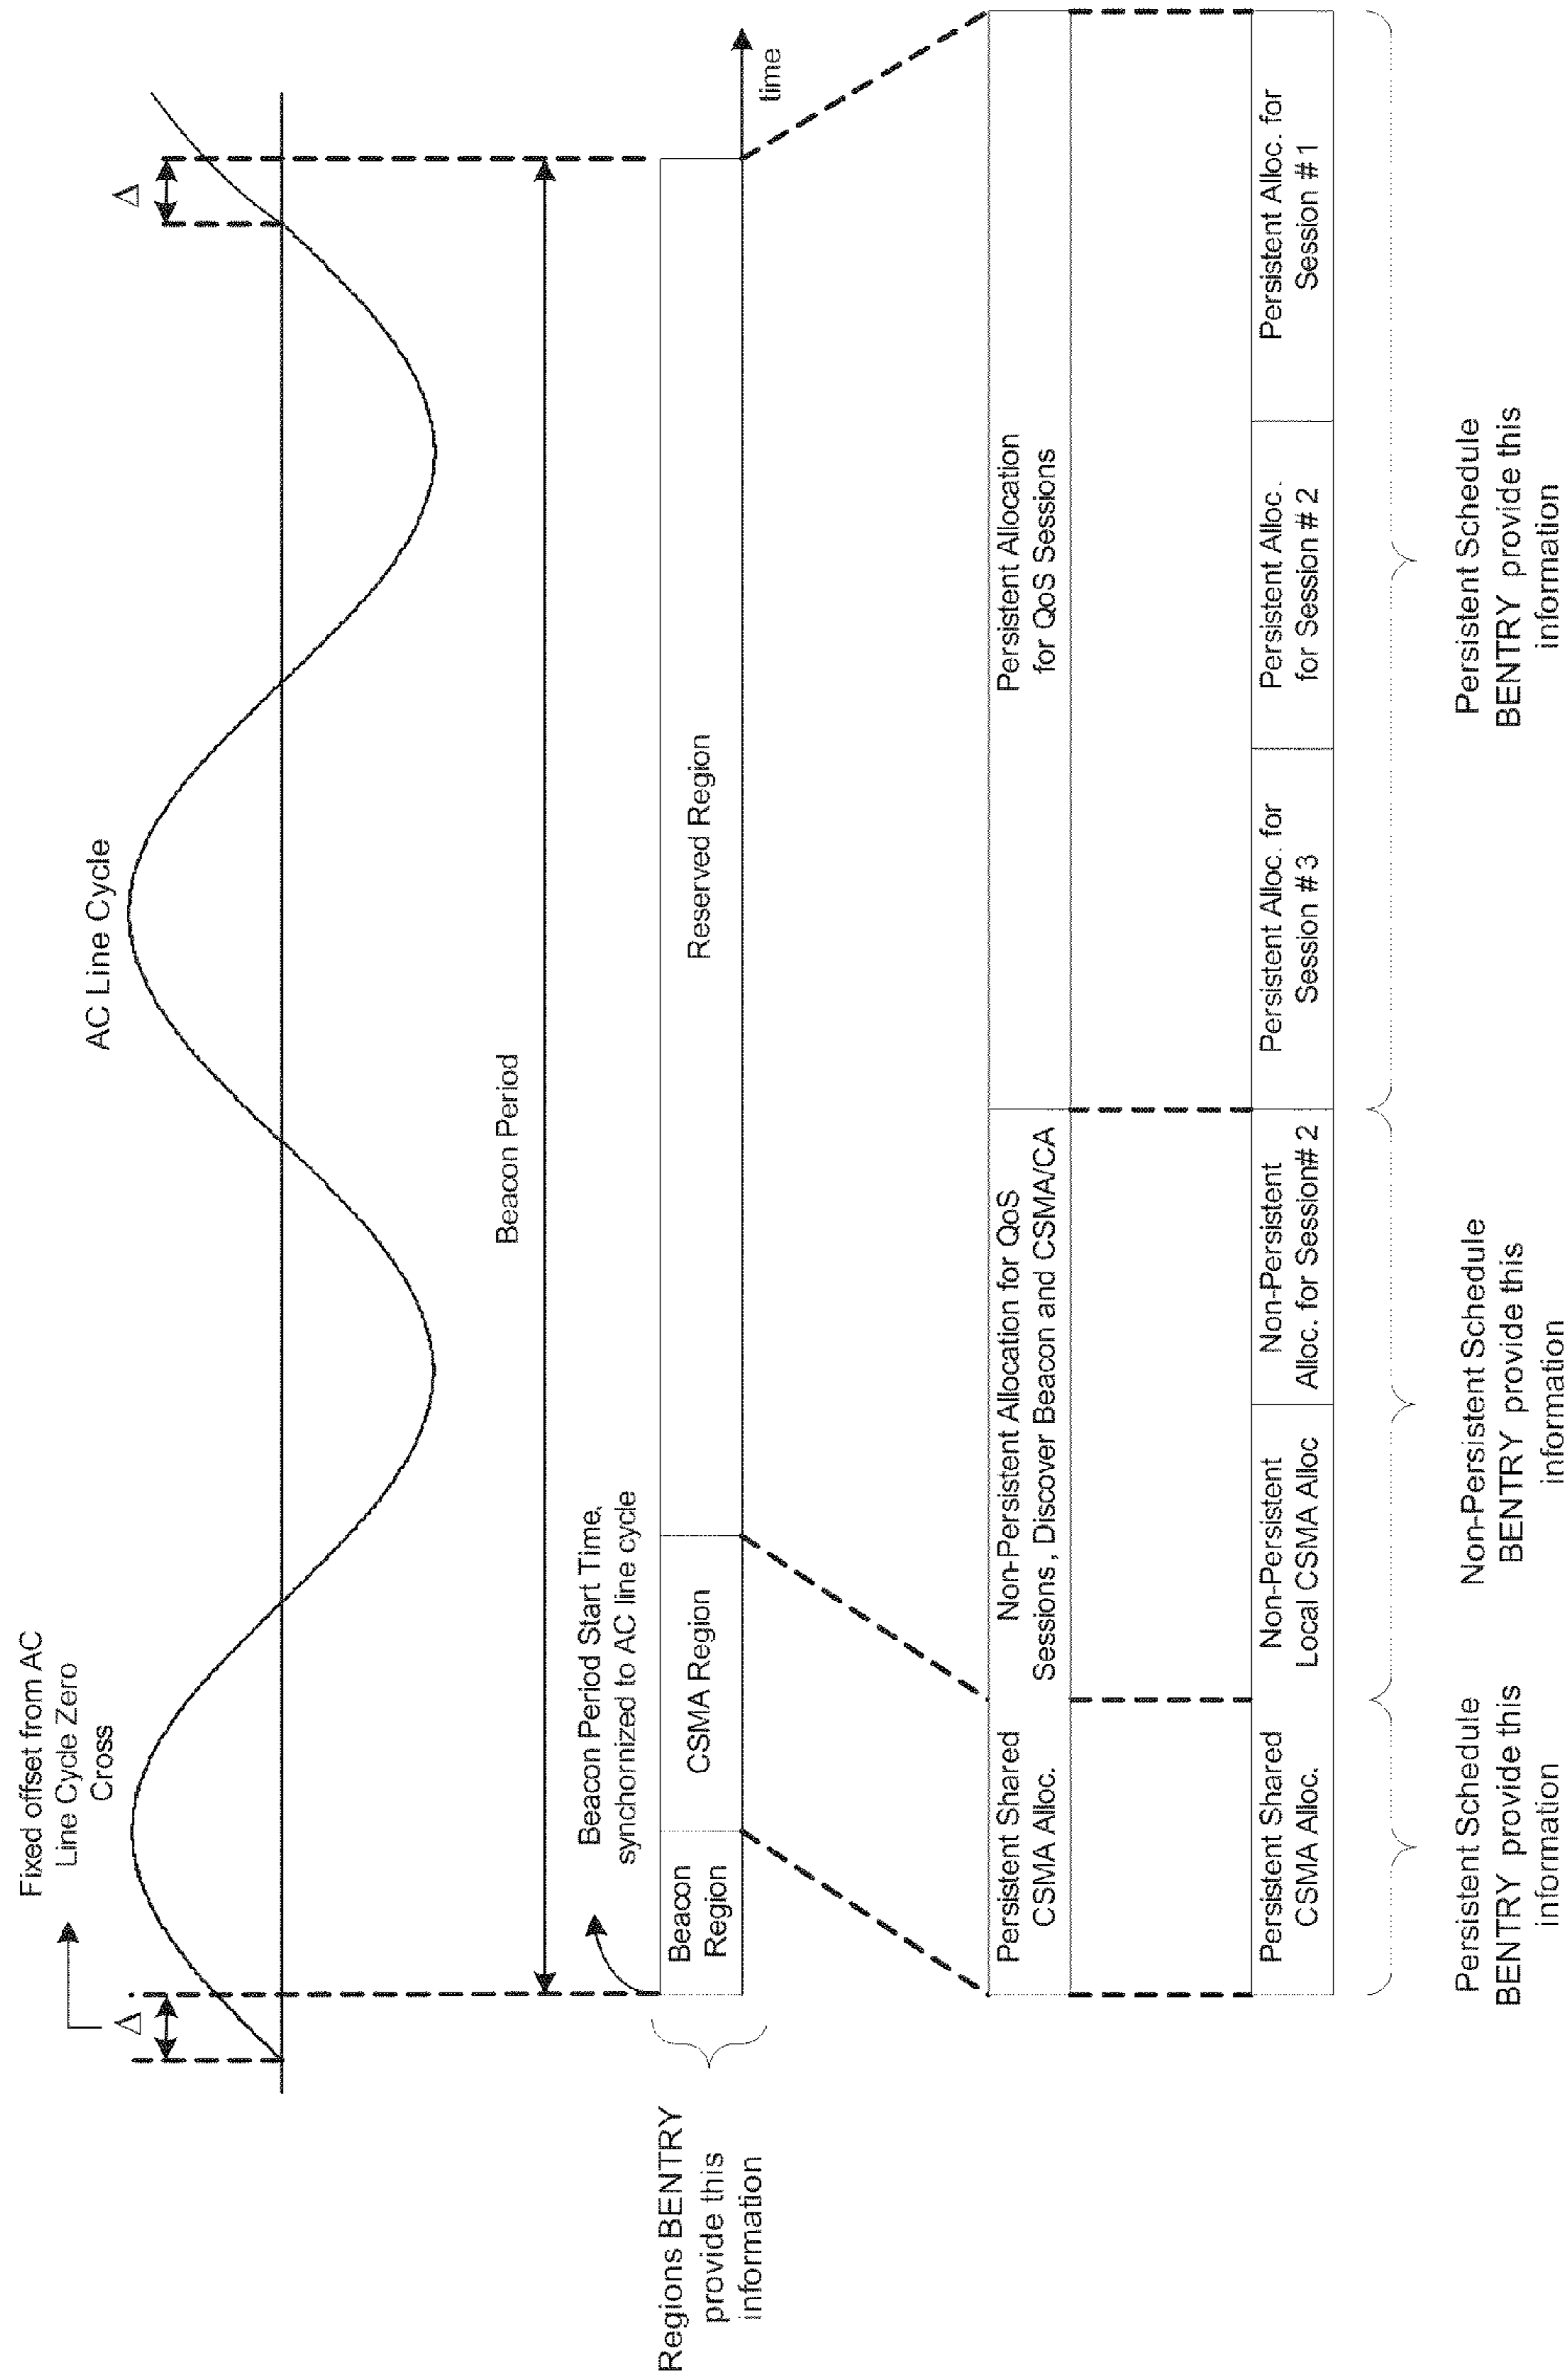 Fixed offset from AC
Line Cycle Zero
Cross
Δ
AC Line Cycle
Δ
Beacon Period
Beacon Period Start Time,
synchornized to AC line cycle
Regions BENTRY
provide this
information
Beacon
Region
CSMA Region
Reserved Region
time
Persistent Shared
CSMA Alloc.
Non-Persistent Allocation for QoS
Sessions, Discover Beacon and CSMA/CA
Persistent Allocation
for QoS Sessions
Persistent Shared
CSMA Alloc.
Non-Persistent
Local CSMA Alloc
Non-Persistent
Alloc. for Session# 2
Persistent Alloc. for
Session # 3
Persistent Alloc.
for Session # 2
Persistent Alloc. for
Session # 1
Persistent Schedule
BENTRY provide this
information
Non-Persistent Schedule
BENTRY provide this
information
Persistent Schedule
BENTRY provide this
information